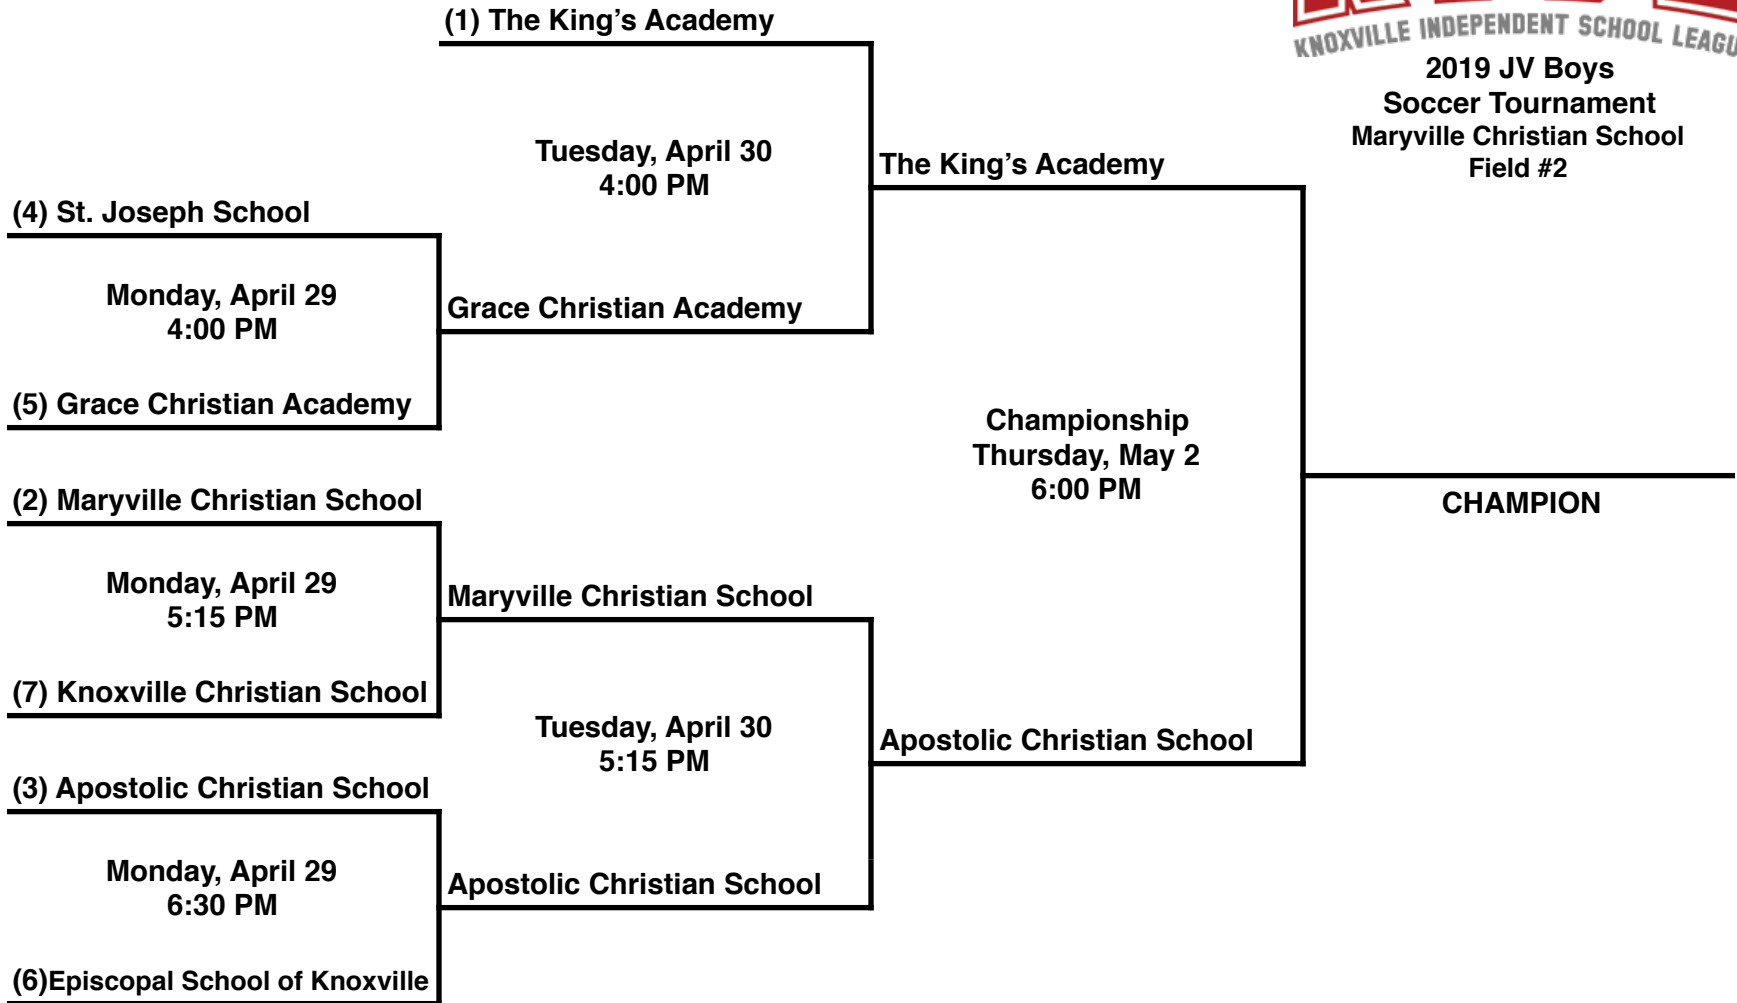 (1) The King's Academy
KNOXVILLE INDEPENDENT SCHOOL
2019 JV Boys
Soccer Tournament
Maryville Christian School
Field #2
Tuesday, April 30
4:00 PM
The King's Academy
(4) St. Joseph School
Monday, April 29
4:00 PM
Grace Christian Academy
(5) Grace Christian Academy
Championship
Thursday, May 2
6:00 PM
CHAMPION
(2) Maryville Christian School
Monday, April 29
5:15 PM
Maryville Christian School
(7) Knoxville Christian School
Tuesday, April 30
5:15 PM
Apostolic Christian School
(3) Apostolic Christian School
Monday, April 29
6:30 PM
Apostolic Christian School
(6)Episcopal School of Knoxville